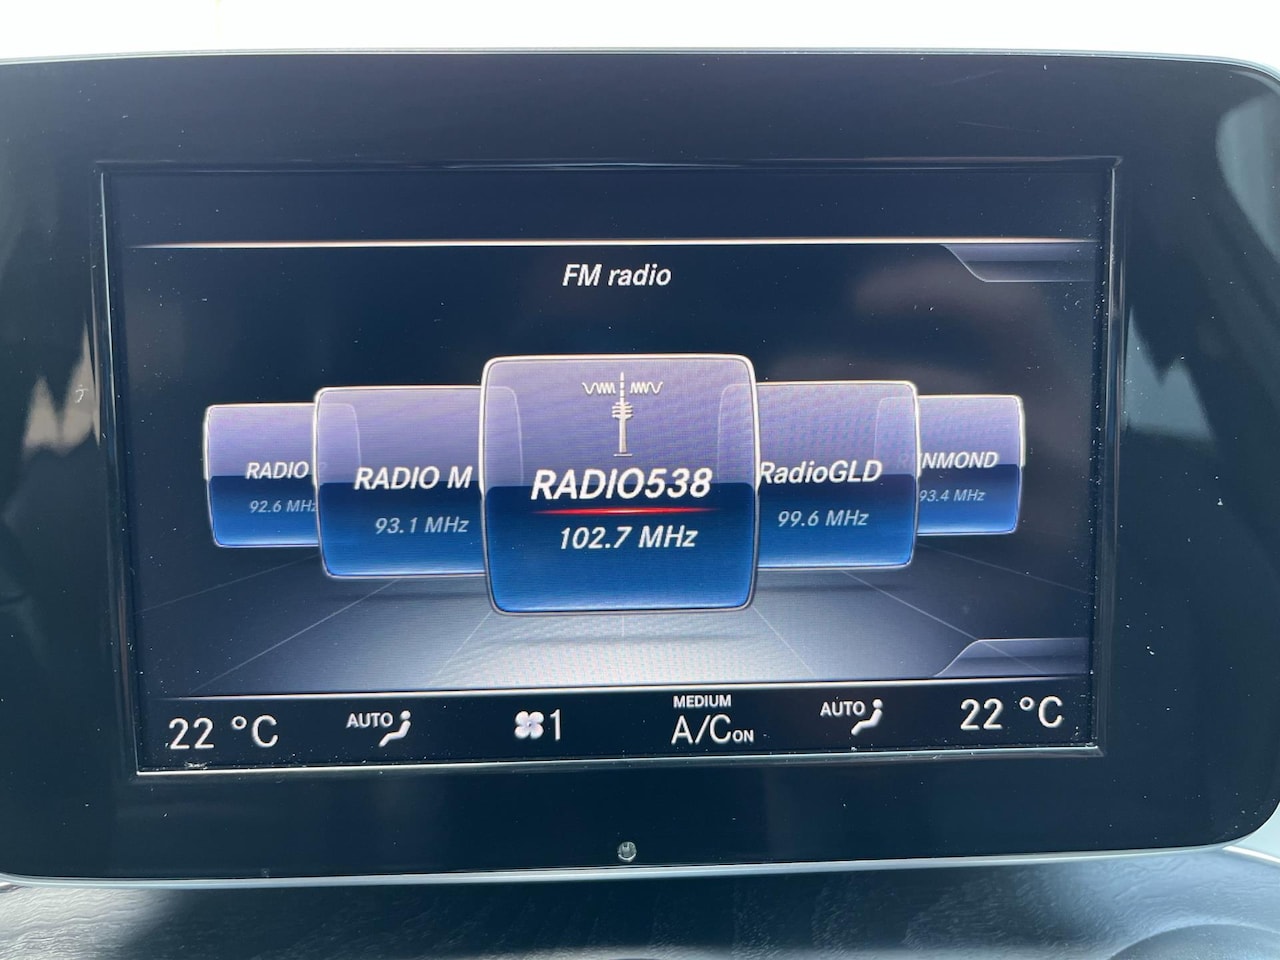 FM radio
RADIO
92.6 MHz
RADIO M
93.1 MHz
RADIO538
102.7 MHz
RadioGLD
99.6 MHz
NMOND
93.4 MHz
22 °C
AUTO
1
MEDIUM
A/C ON
AUTO
22 °C